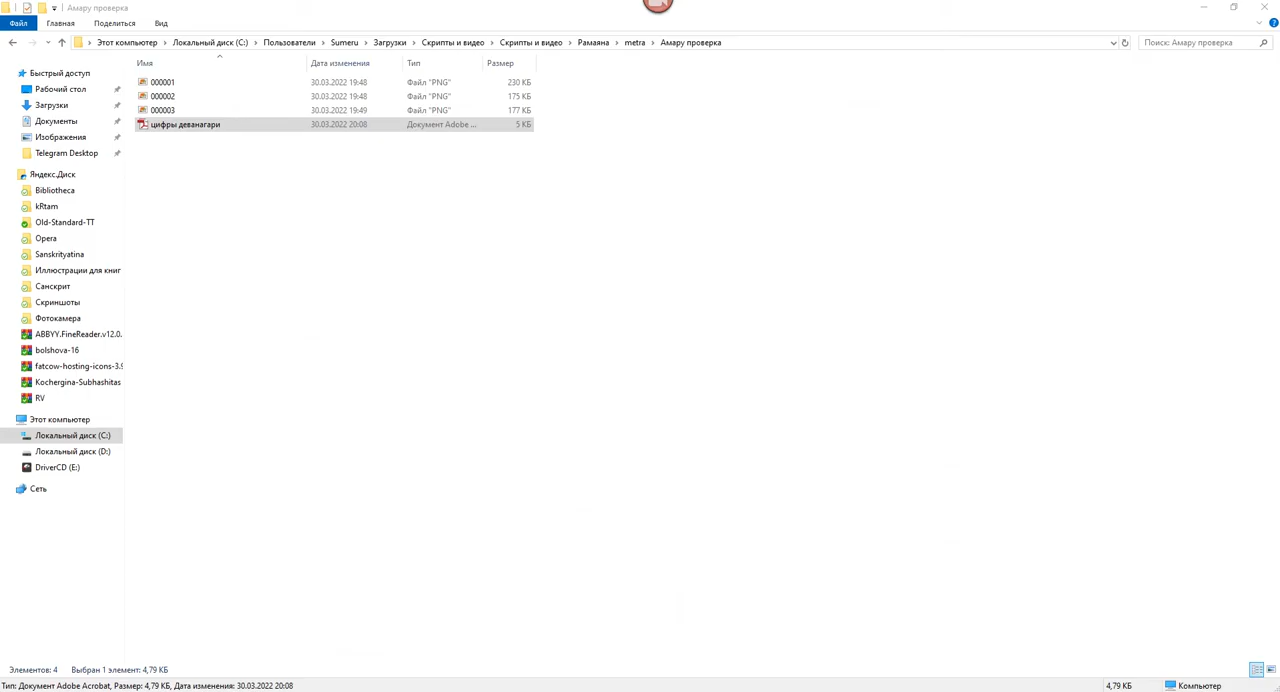 Амару проверка
Файл Главная Поделиться Вид
Этот компьютер › Локальный диск (C:) › Пользователи › Sumeru › Загрузки › Скрипты и видео › Скрипты и видео › Рамаяна › metra › Амару проверка
Поиск: Амару проверка
Имя Дата изменения Тип Размер
000001 30.03.2022 19:48 Файл "PNG" 230 КБ
000002 30.03.2022 19:48 Файл "PNG" 175 КБ
000003 30.03.2022 19:49 Файл "PNG" 177 КБ
цифры деванагари 30.03.2022 20:08 Документ Adobe ... 5 КБ
Быстрый доступ
Рабочий стол
Загрузки
Документы
Изображения
Telegram Desktop
Яндекс.Диск
Bibliotheca
kRtam
Old-Standard-TT
Opera
Sanskrityatina
Иллюстрации для книг
Санскрит
Скриншоты
Фотокамера
ABBYY.FineReader.v12.0.
bolshova-16
fatcow-hosting-icons-3.9
Kochergina-Subhashitas
RV
Этот компьютер
Локальный диск (C:)
Локальный диск (D:)
DriverCD (E:)
Сеть
Элементов: 4 Выбран 1 элемент: 4,79 КБ
Тип: Документ Adobe Acrobat, Размер: 4,79 КБ, Дата изменения: 30.03.2022 20:08 4,79 КБ Компьютер